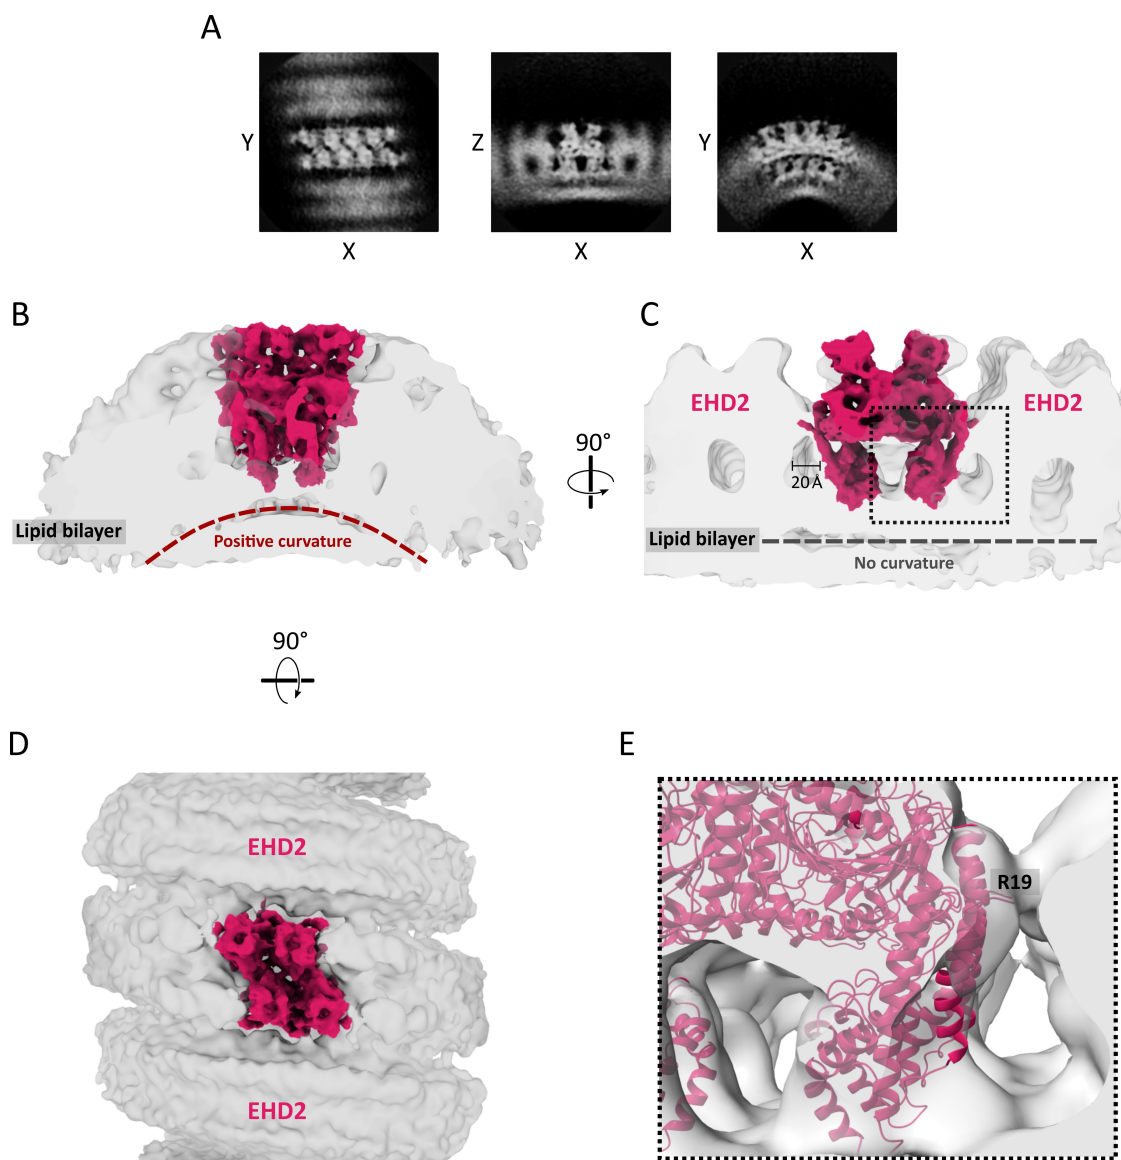 A
Y
Z
Y
X
X
X
B
C
EHD2
EHD2
90°
20 Å
Lipid bilayer
Positive curvature
Lipid bilayer
No curvature
90°
D
E
EHD2
R19
EHD2